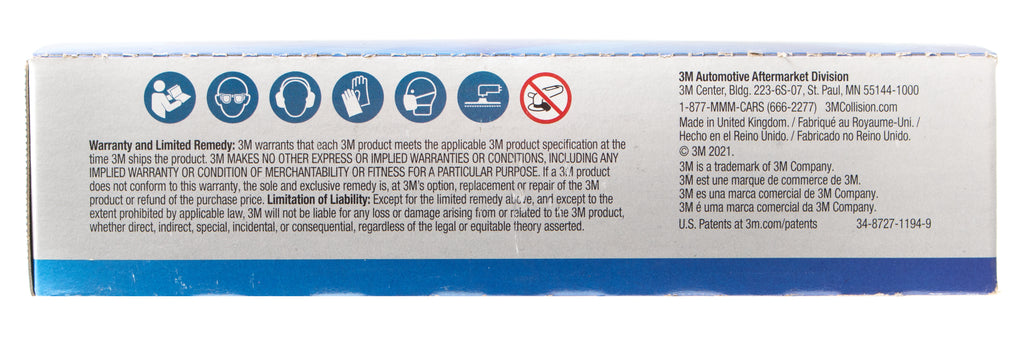 Warranty and Limited Remedy: 3M warrants that each 3M product meets the applicable 3M product specification at the
time 3M ships the product. 3M MAKES NO OTHER EXPRESS OR IMPLIED WARRANTIES OR CONDITIONS, INCLUDING ANY
IMPLIED WARRANTY OR CONDITION OF MERCHANTABILITY OR FITNESS FOR A PARTICULAR PURPOSE. If a 3M product
does not conform to this warranty, the sole and exclusive remedy is, at 3M's option, replacement or repair of the 3M
product or refund of the purchase price. Limitation of Liability: Except for the limited remedy above, and except to the
extent prohibited by applicable law, 3M will not be liable for any loss or damage arising from or related to the 3M product,
whether direct, indirect, special, incidental, or consequential, regardless of the legal or equitable theory asserted.
3M Automotive Aftermarket Division
3M Center, Bldg. 223-6S-07, St. Paul, MN 55144-1000
1-877-MMM-CARS (666-2277) 3MCollision.com
Made in United Kingdom. / Fabriqué au Royaume-Uni. /
Hecho en el Reino Unido. / Fabricado no Reino Unido.
© 3M 2021.
3M is a trademark of 3M Company.
3M est une marque de commerce de 3M.
3M es una marca comercial de 3M Company.
3M é uma marca comercial da 3M Company.
U.S. Patents at 3m.com/patents 34-8727-1194-9